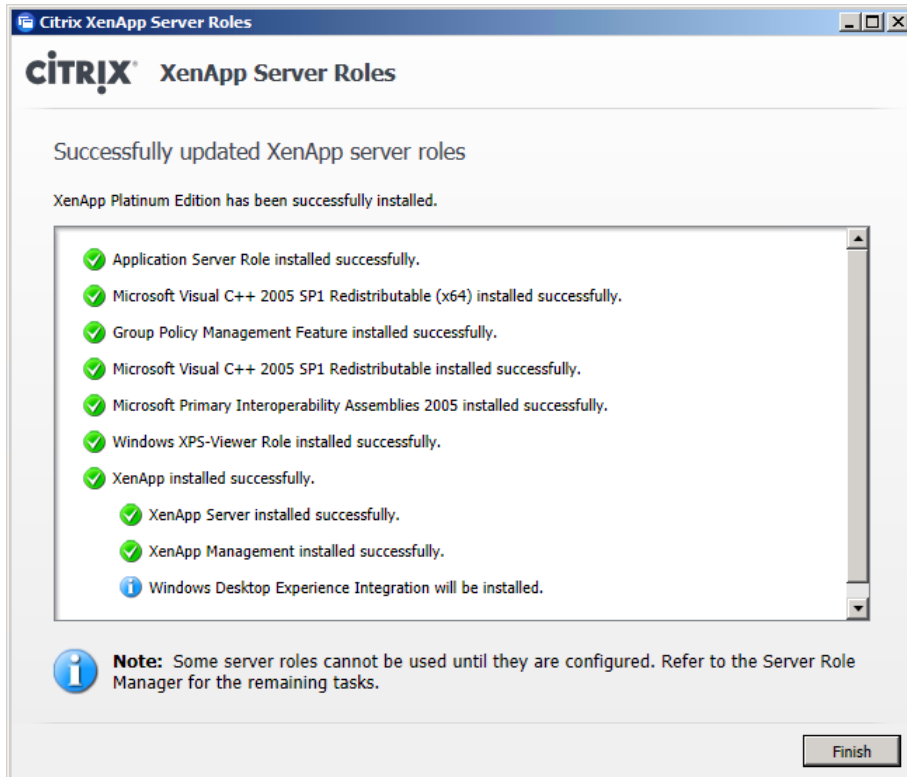 Citrix XenApp Server Roles
CİTRIX® XenApp Server Roles
Successfully updated XenApp server roles
XenApp Platinum Edition has been successfully installed.
Application Server Role installed successfully.
Microsoft Visual C++ 2005 SP1 Redistributable (x64) installed successfully.
Group Policy Management Feature installed successfully.
Microsoft Visual C++ 2005 SP1 Redistributable installed successfully.
Microsoft Primary Interoperability Assemblies 2005 installed successfully.
Windows XPS-Viewer Role installed successfully.
XenApp installed successfully.
XenApp Server installed successfully.
XenApp Management installed successfully.
Windows Desktop Experience Integration will be installed.
Note: Some server roles cannot be used until they are configured. Refer to the Server Role
Manager for the remaining tasks.
Finish